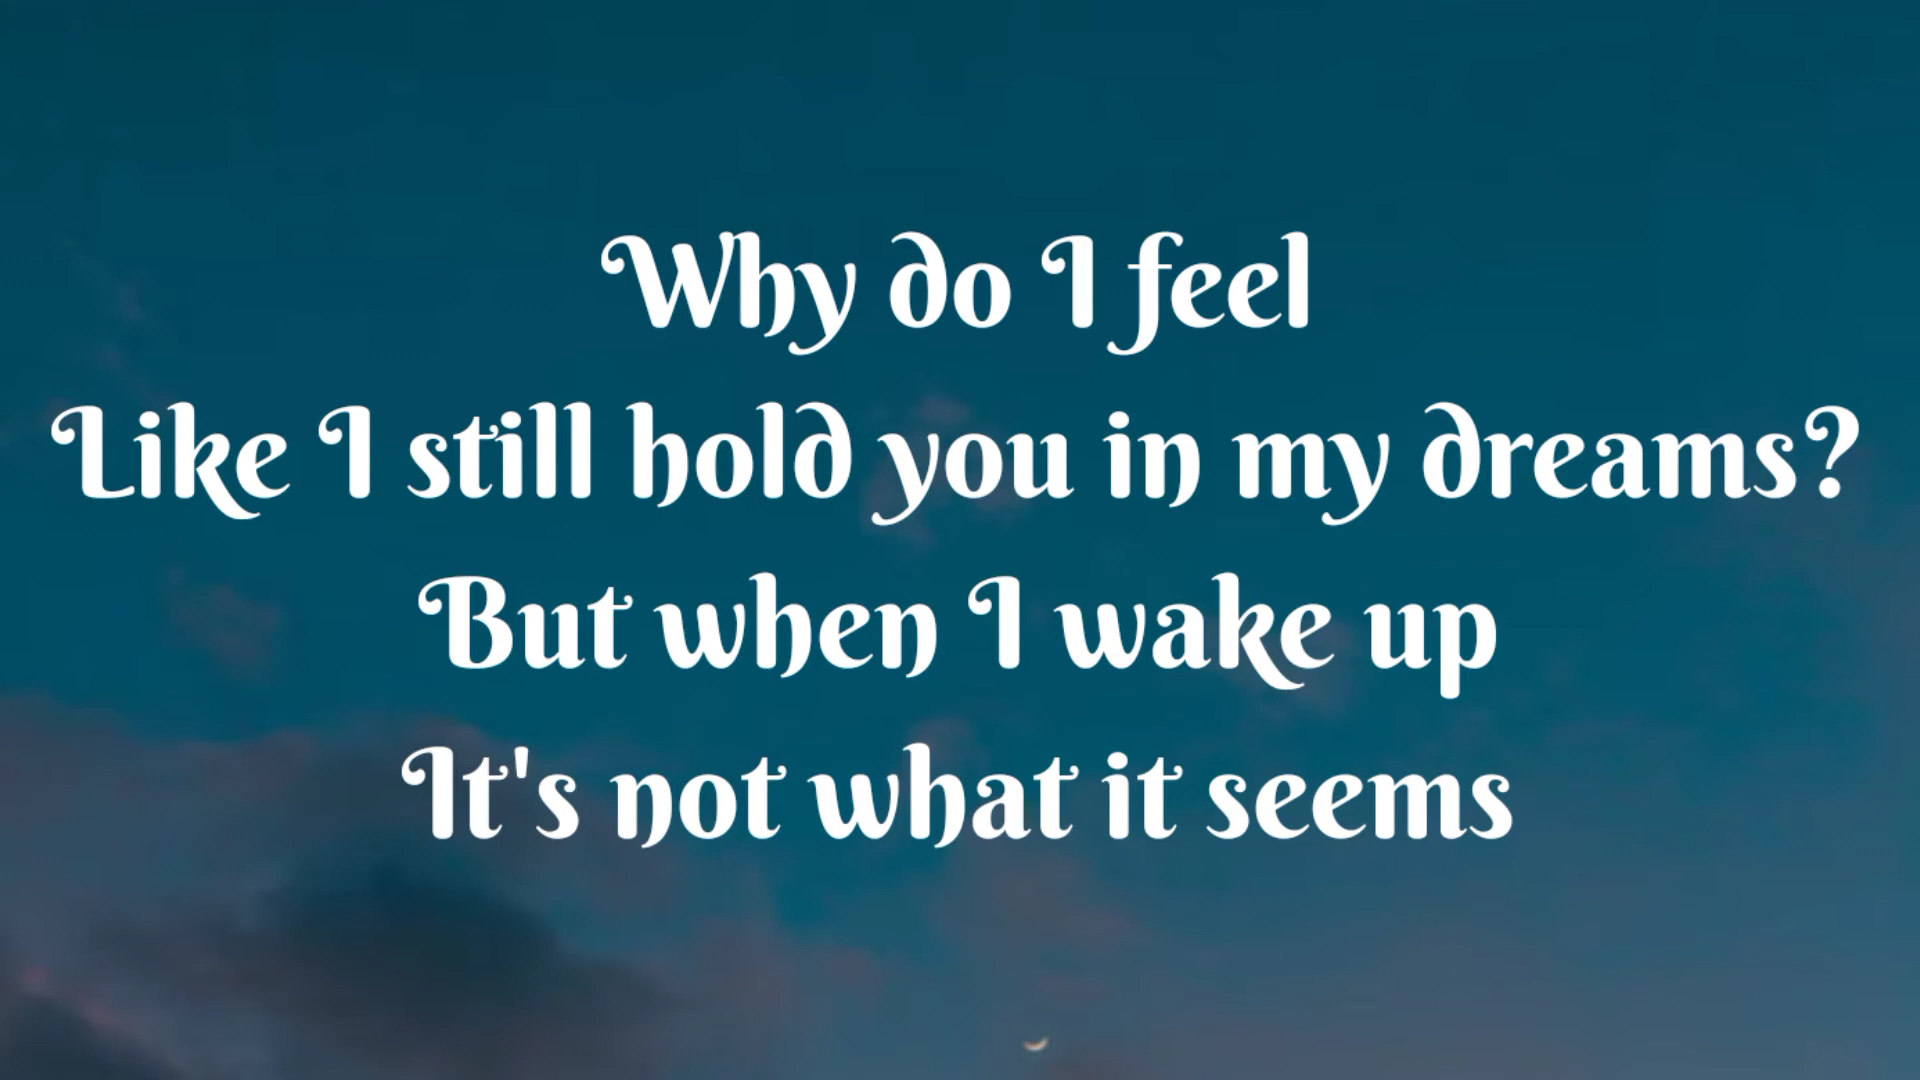 Why do I feel
Like I still hold you in my dreams?
But when I wake up
It's not what it seems